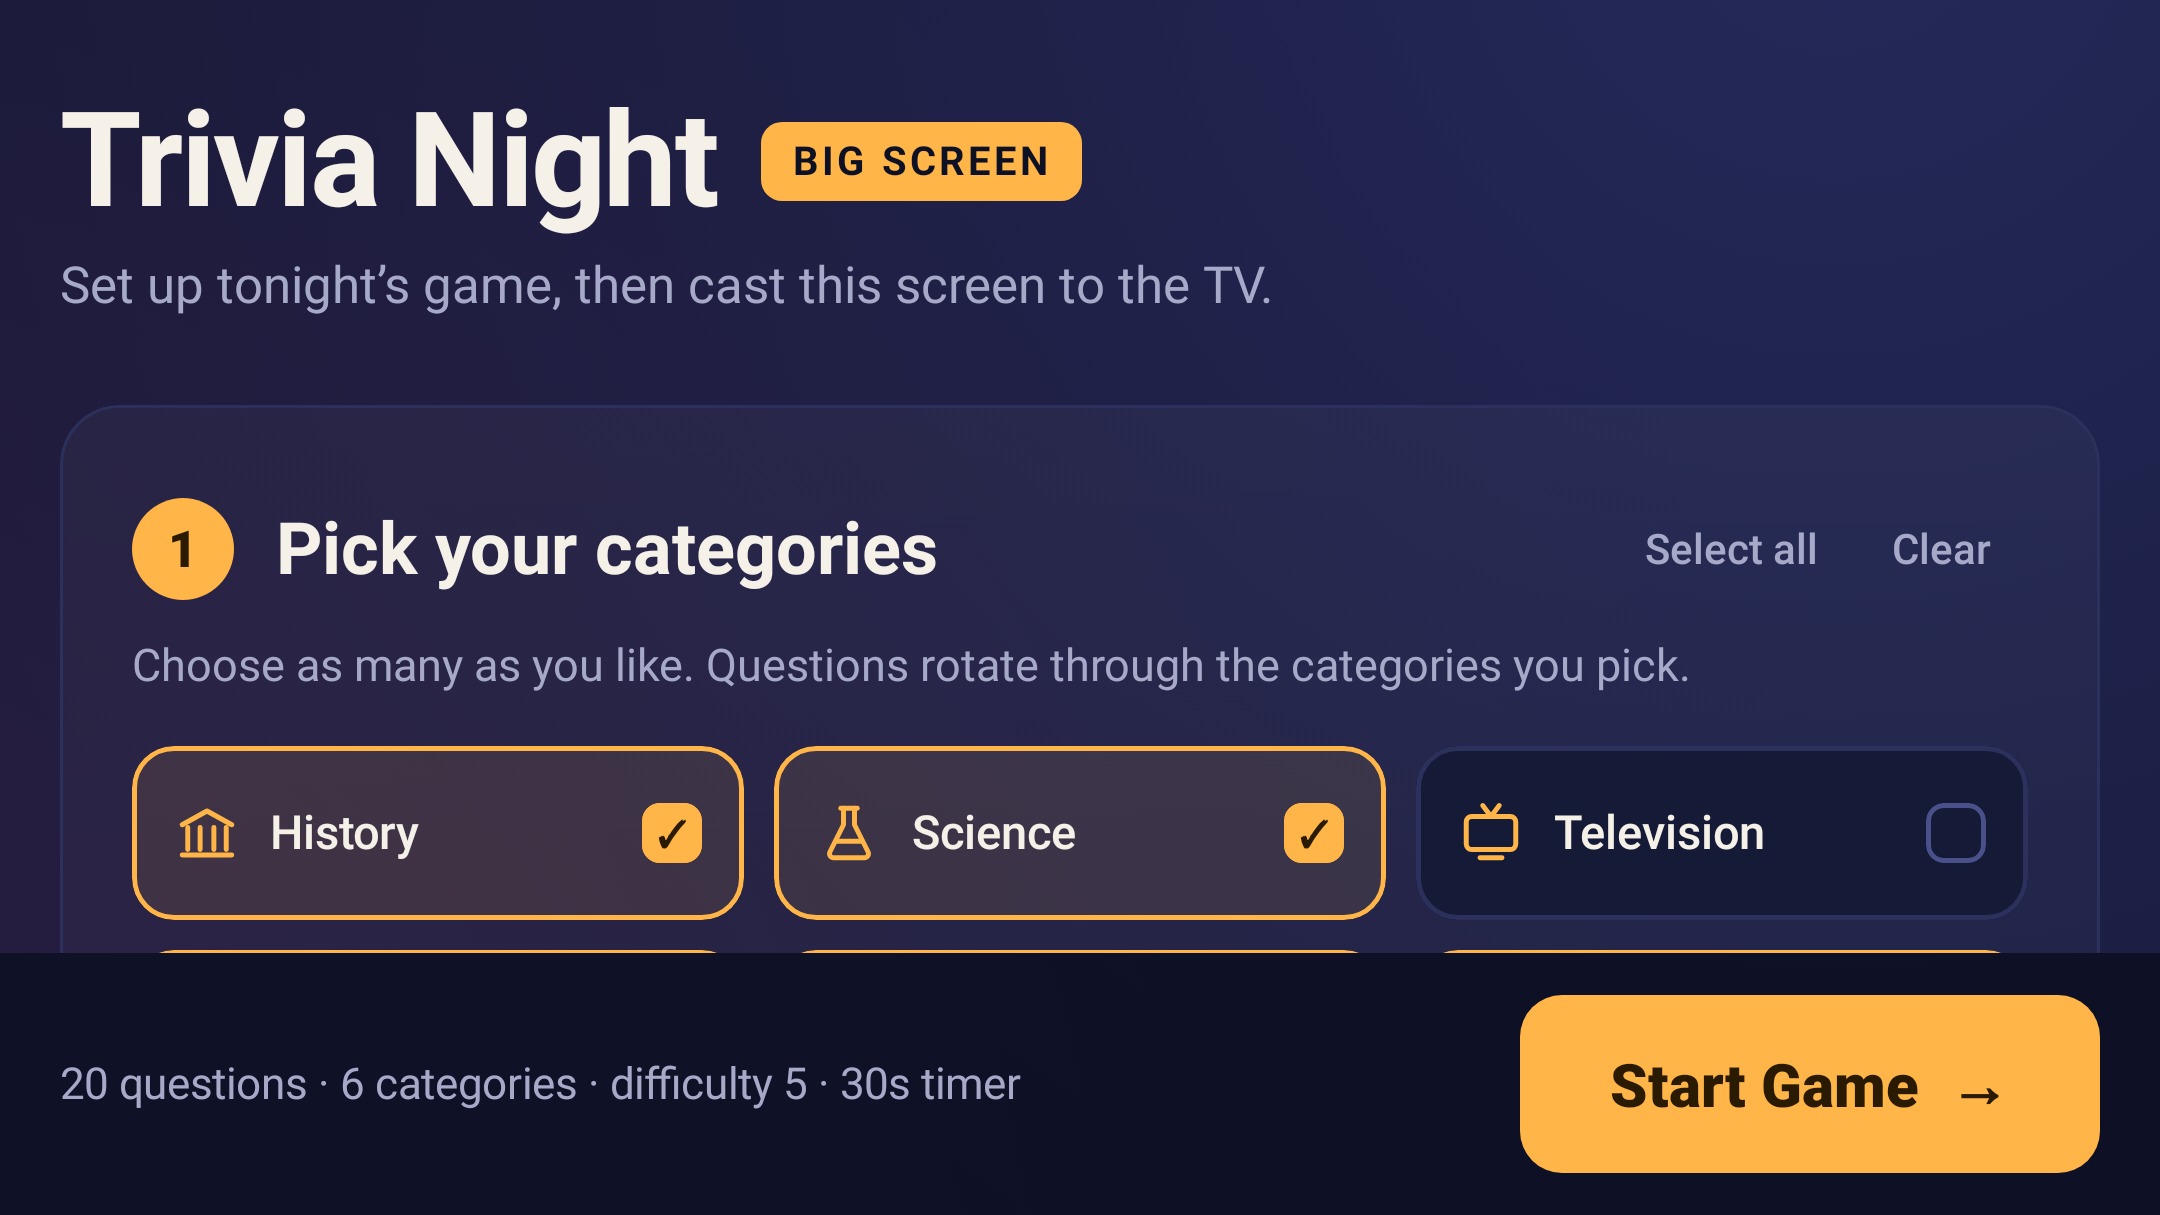 Trivia Night
BIG SCREEN
Set up tonight’s game, then cast this screen to the TV.
1
Pick your categories
Select all
Clear
Choose as many as you like. Questions rotate through the categories you pick.
History
✓
Science
✓
Television
20 questions · 6 categories · difficulty 5 · 30s timer
Start Game →